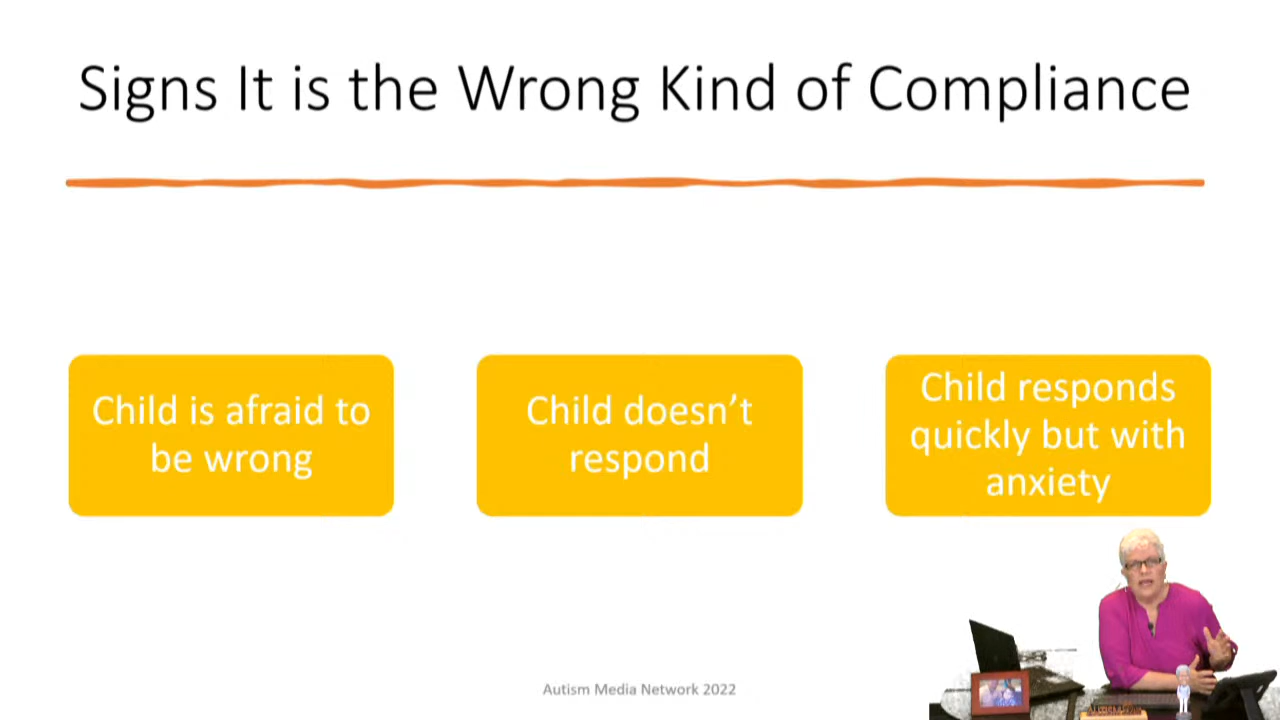 Signs It is the Wrong Kind of Compliance
Child is afraid to
be wrong
Child doesn’t
respond
Child responds
quickly but with
anxiety
Autism Media Network 2022